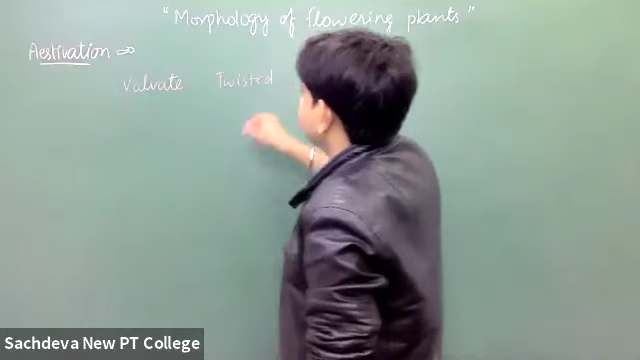 "Morphology of flowering plants"
Aestivation ⇒
Valvate Twisted
Sachdeva New PT College